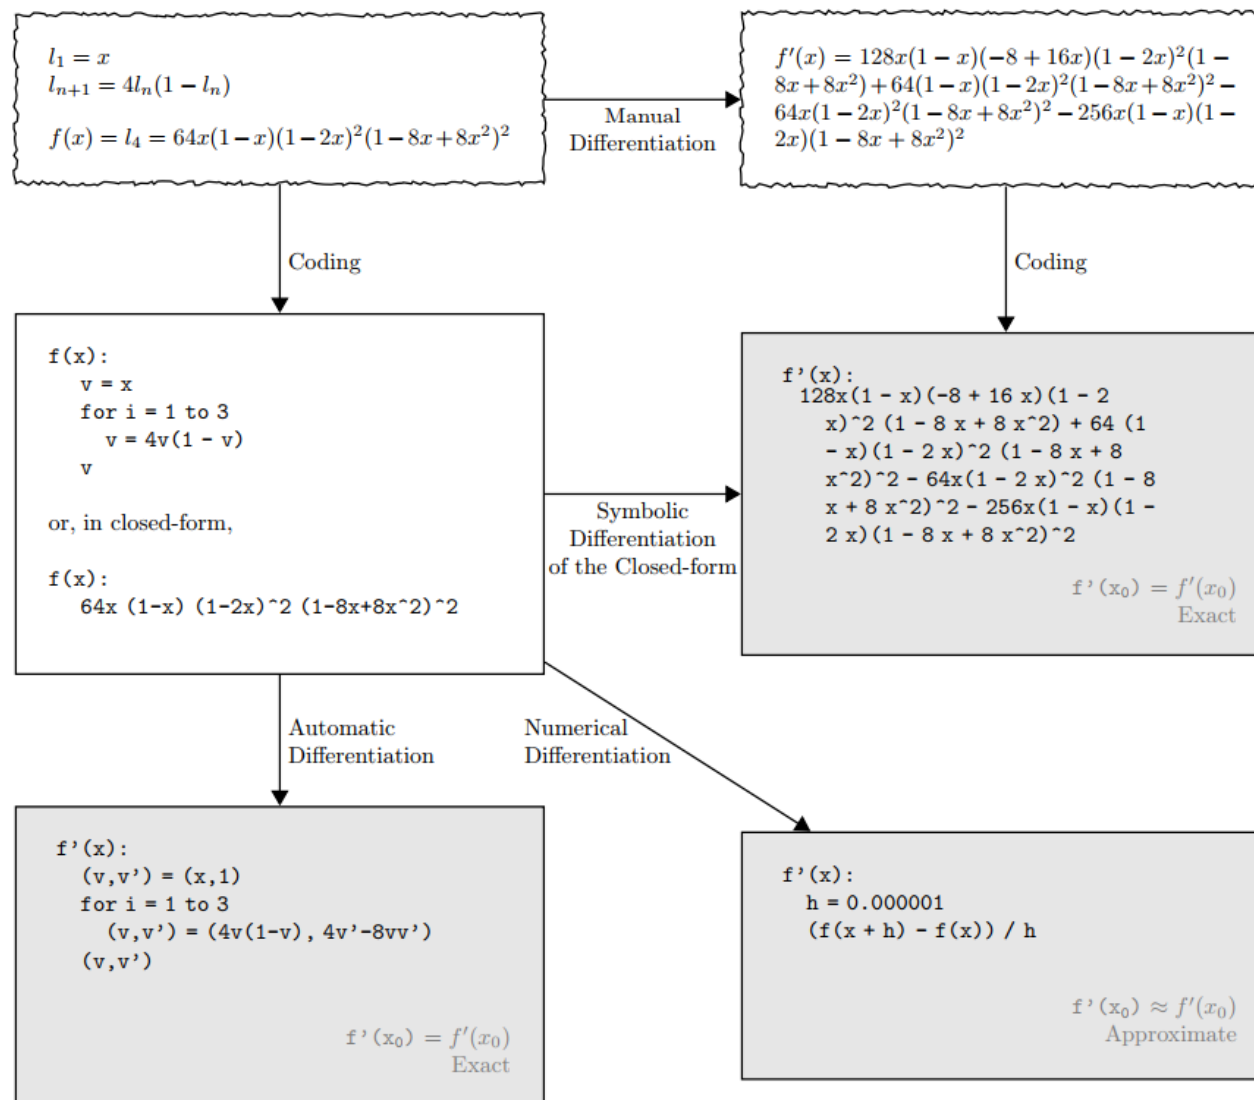 l₁ = x
lₙ₊₁ = 4lₙ(1 − lₙ)
f(x) = l₄ = 64x(1−x)(1−2x)²(1−8x+8x²)²
Manual
Differentiation
f′(x) = 128x(1 − x)(−8 + 16x)(1 − 2x)²(1 −
8x+8x²)+64(1−x)(1−2x)²(1−8x+8x²)²−
64x(1−2x)²(1−8x+8x²)²−256x(1−x)(1−
2x)(1 − 8x + 8x²)²
Coding
Coding
f(x):
v = x
for i = 1 to 3
v = 4v(1 - v)
v
or, in closed-form,
f(x):
64x (1-x) (1-2x)^2 (1-8x+8x^2)^2
Symbolic
Differentiation
of the Closed-form
f'(x):
128x(1 - x)(-8 + 16 x)(1 - 2
x)^2 (1 - 8 x + 8 x^2) + 64 (1
- x)(1 - 2 x)^2 (1 - 8 x + 8
x^2)^2 - 64x(1 - 2 x)^2 (1 - 8
x + 8 x^2)^2 - 256x(1 - x)(1 -
2 x)(1 - 8 x + 8 x^2)^2
f'(x₀) = f′(x₀)
Exact
Automatic
Differentiation
Numerical
Differentiation
f'(x):
(v,v') = (x,1)
for i = 1 to 3
(v,v') = (4v(1-v), 4v'-8vv')
(v,v')
f'(x₀) = f′(x₀)
Exact
f'(x):
h = 0.000001
(f(x + h) - f(x)) / h
f'(x₀) ≈ f′(x₀)
Approximate